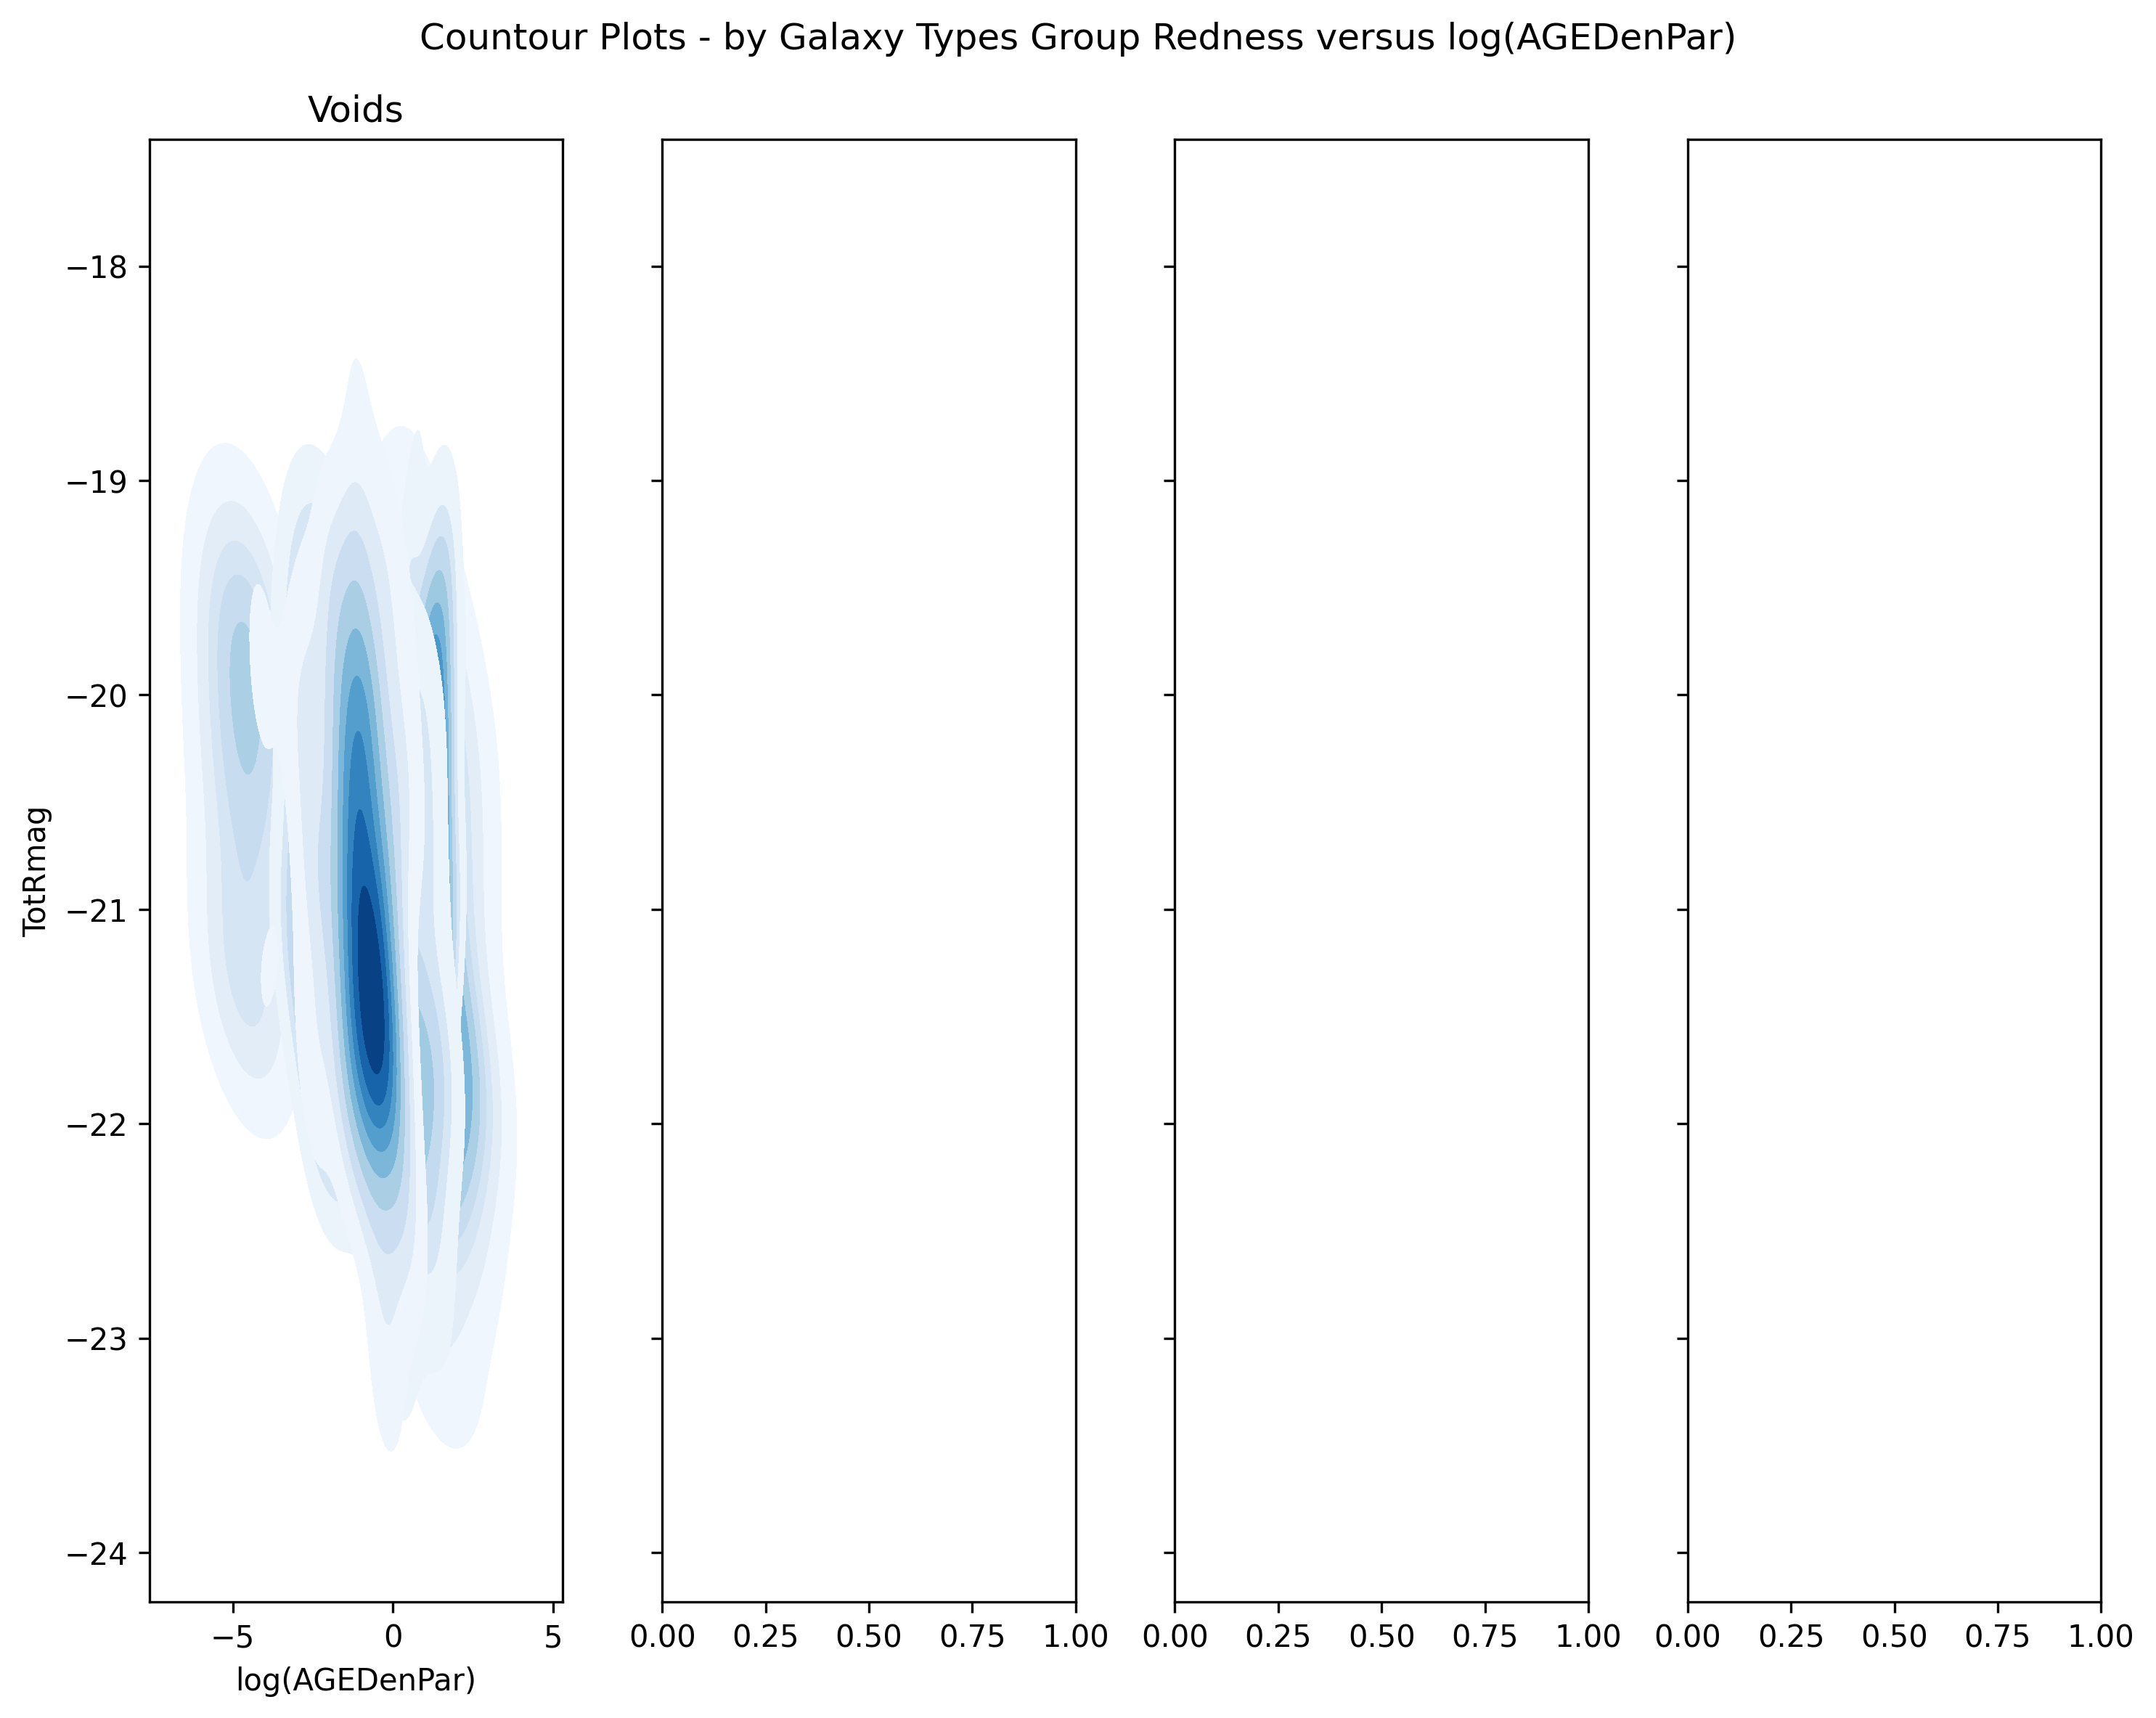 Countour Plots - by Galaxy Types Group Redness versus log(AGEDenPar)
Voids
−18
−19
−20
−21
−22
−23
−24
TotRmag
−5 0 5
log(AGEDenPar)
0.00 0.25 0.50 0.75 1.00
0.00 0.25 0.50 0.75 1.00
0.00 0.25 0.50 0.75 1.00